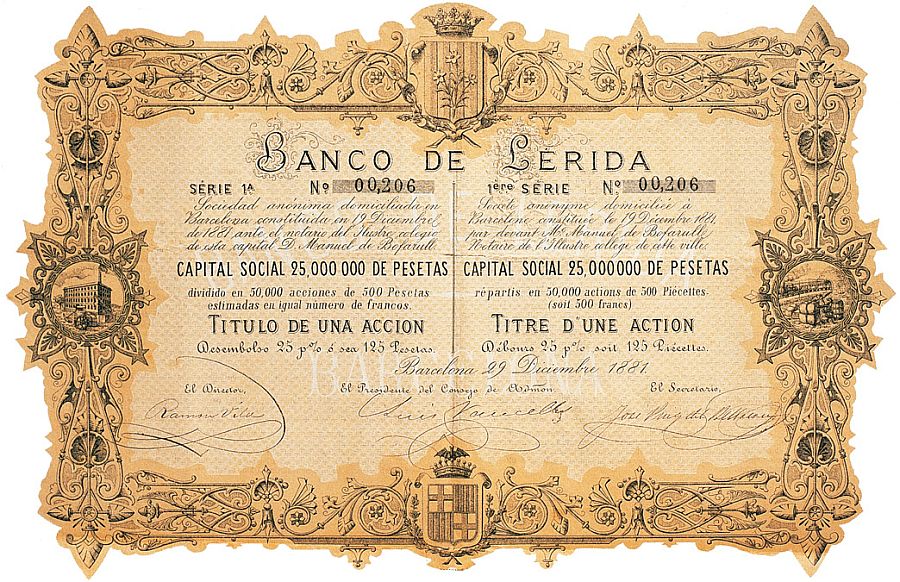 BANCO DE LÉRIDA
SÉRIE 1ª Nº 00,206
Sociedad anónima domiciliada en
Barcelona constituida en 19 Diciembre
de 1881 ante el notario del Ilustre colegio
de esta capital D. Manuel de Bofarull
CAPITAL SOCIAL 25,000 000 DE PESETAS
dividido en 50,000 acciones de 500 Pesetas
estimadas en igual número de francos.
TITULO DE UNA ACCION
Desembolso 25 p% ó sea 125 Pesetas.
1ère SÉRIE Nº 00,206
Société anonyme domiciliée à
Barcelone constituée le 19 Décembre 1881
par devant Mr Manuel de Bofarull
Notaire de l'Illustre collège de cette ville.
CAPITAL SOCIAL 25,000000 DE PESETAS
répartis en 50,000 actions de 500 Piécettes.
(soit 500 francs)
TITRE D'UNE ACTION
Débours 25 p% soit 125 Piécettes.
Barcelona 29 Diciembre 1881
BARCELONA
El Director,
El Presidente del Consejo de Admón.
El Secretario,
Ramon Vila
Luis
José Puig de